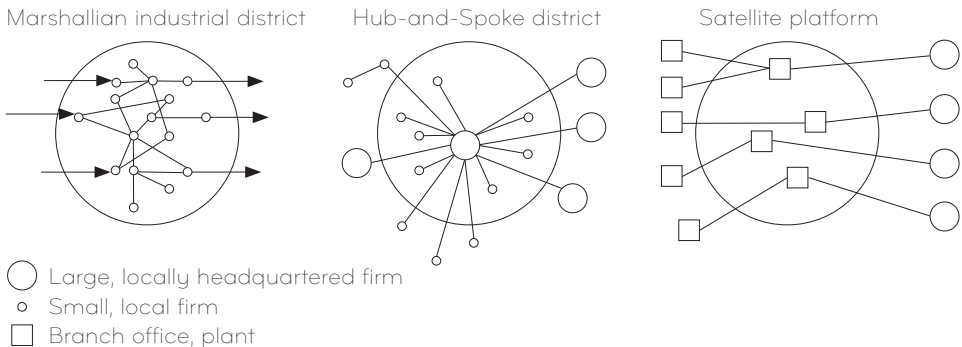 Marshallian industrial district
Hub-and-Spoke district
Satellite platform
Large, locally headquartered firm
Small, local firm
Branch office, plant